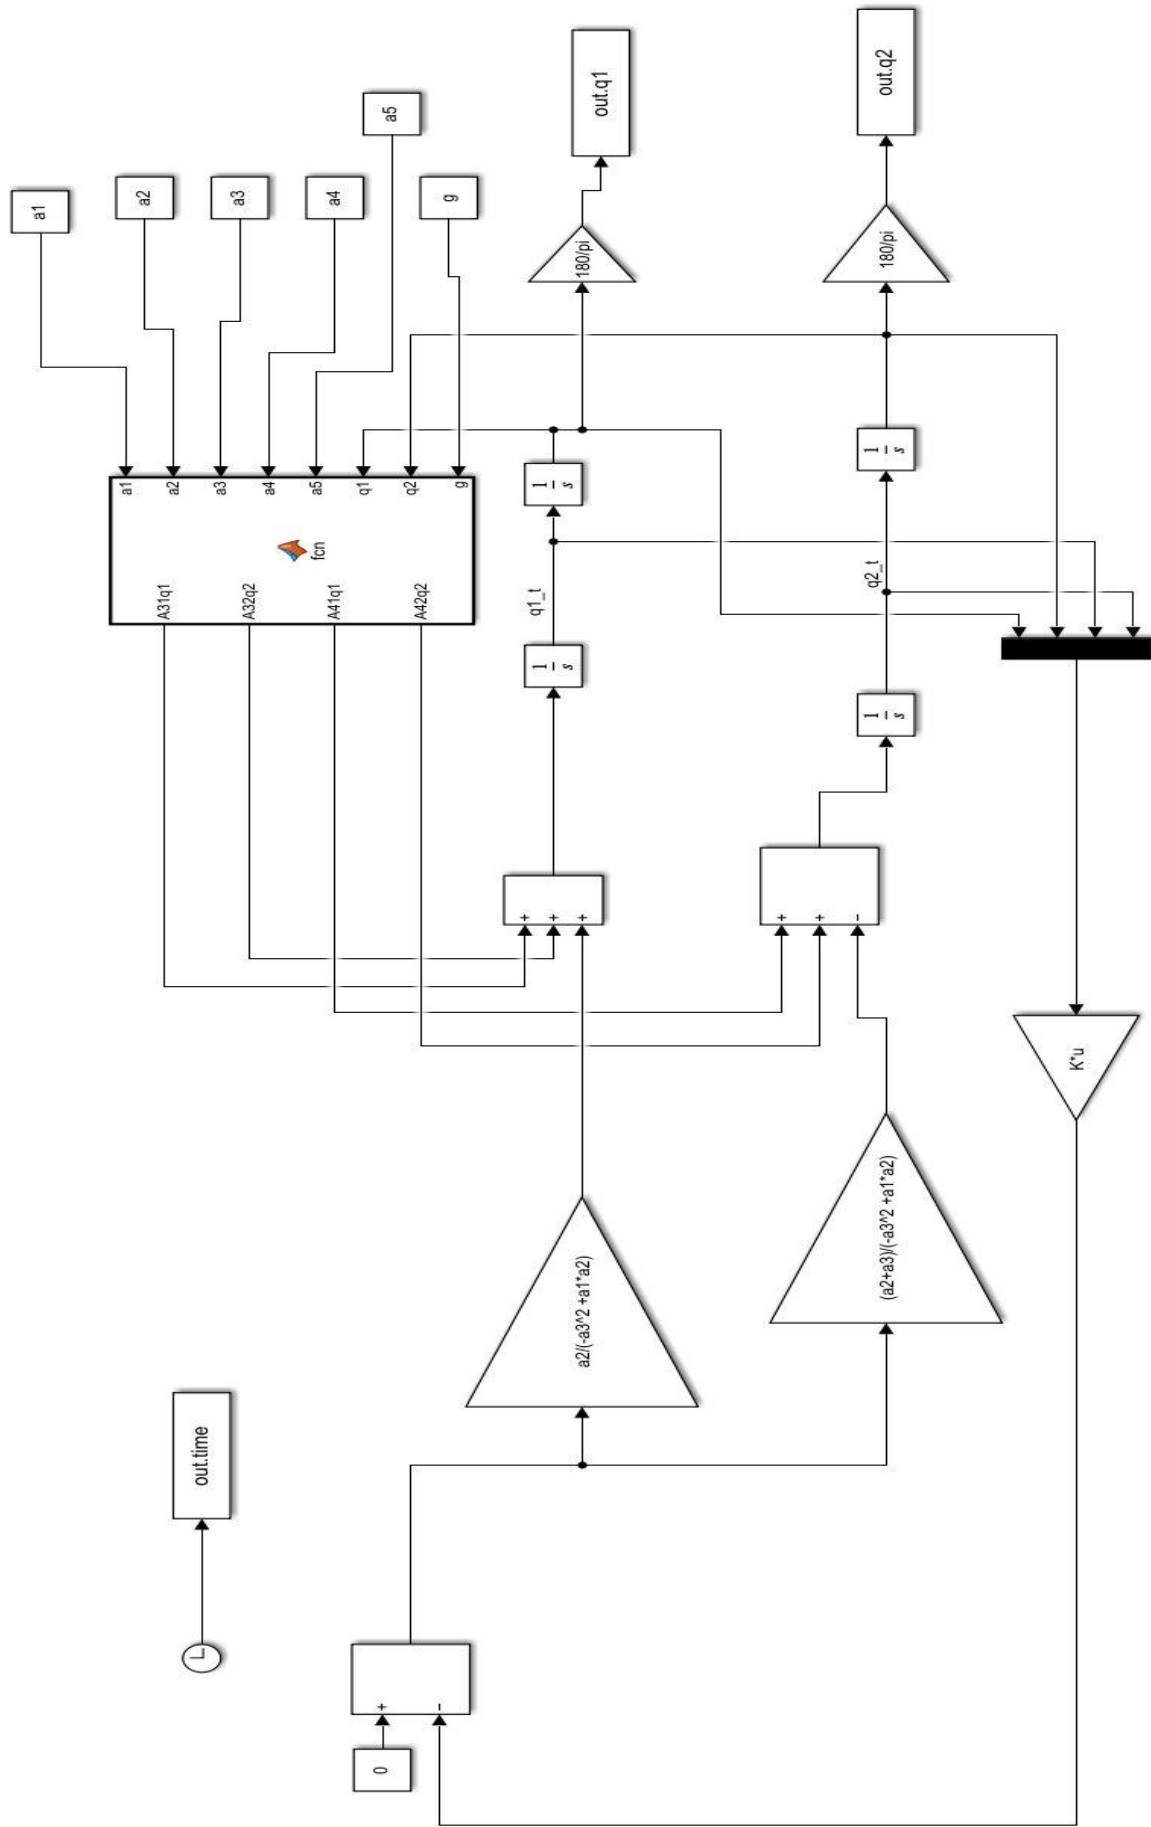 a1
out.time
a1
a2
A31q1
a2
a3
A32q2
a3
a4
fcn
a4
A41q1
a5
a5
q1
0
+
A42q2
q2
-
g
g
+
+
+
1
s
q1_t
1
s
a2/(-a3^2 +a1*a2)
180/pi
out.q1
+
+
-
(a2+a3)/(-a3^2 +a1*a2)
1
s
q2_t
1
s
180/pi
out.q2
K*u